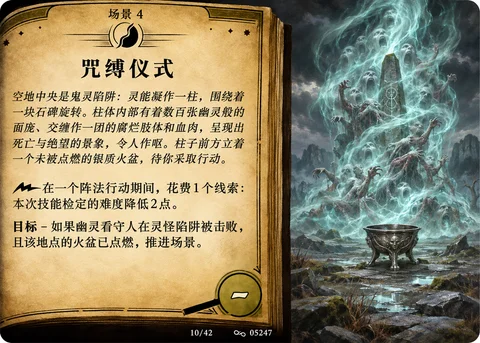 场景 4
咒缚仪式
空地中央是鬼灵陷阱：灵能凝作一柱，围绕着
一块石碑旋转。柱体内部有着数百张幽灵般的
面庞、交缠作一团的腐烂肢体和血肉，呈现出
死亡与绝望的景象，令人作呕。柱子前方立着
一个未被点燃的银质火盆，待你采取行动。
在一个阵法行动期间，花费1个线索：
本次技能检定的难度降低2点。
目标 – 如果幽灵看守人在灵怪陷阱被击败，
且该地点的火盆已点燃，推进场景。
–
10/42 05247